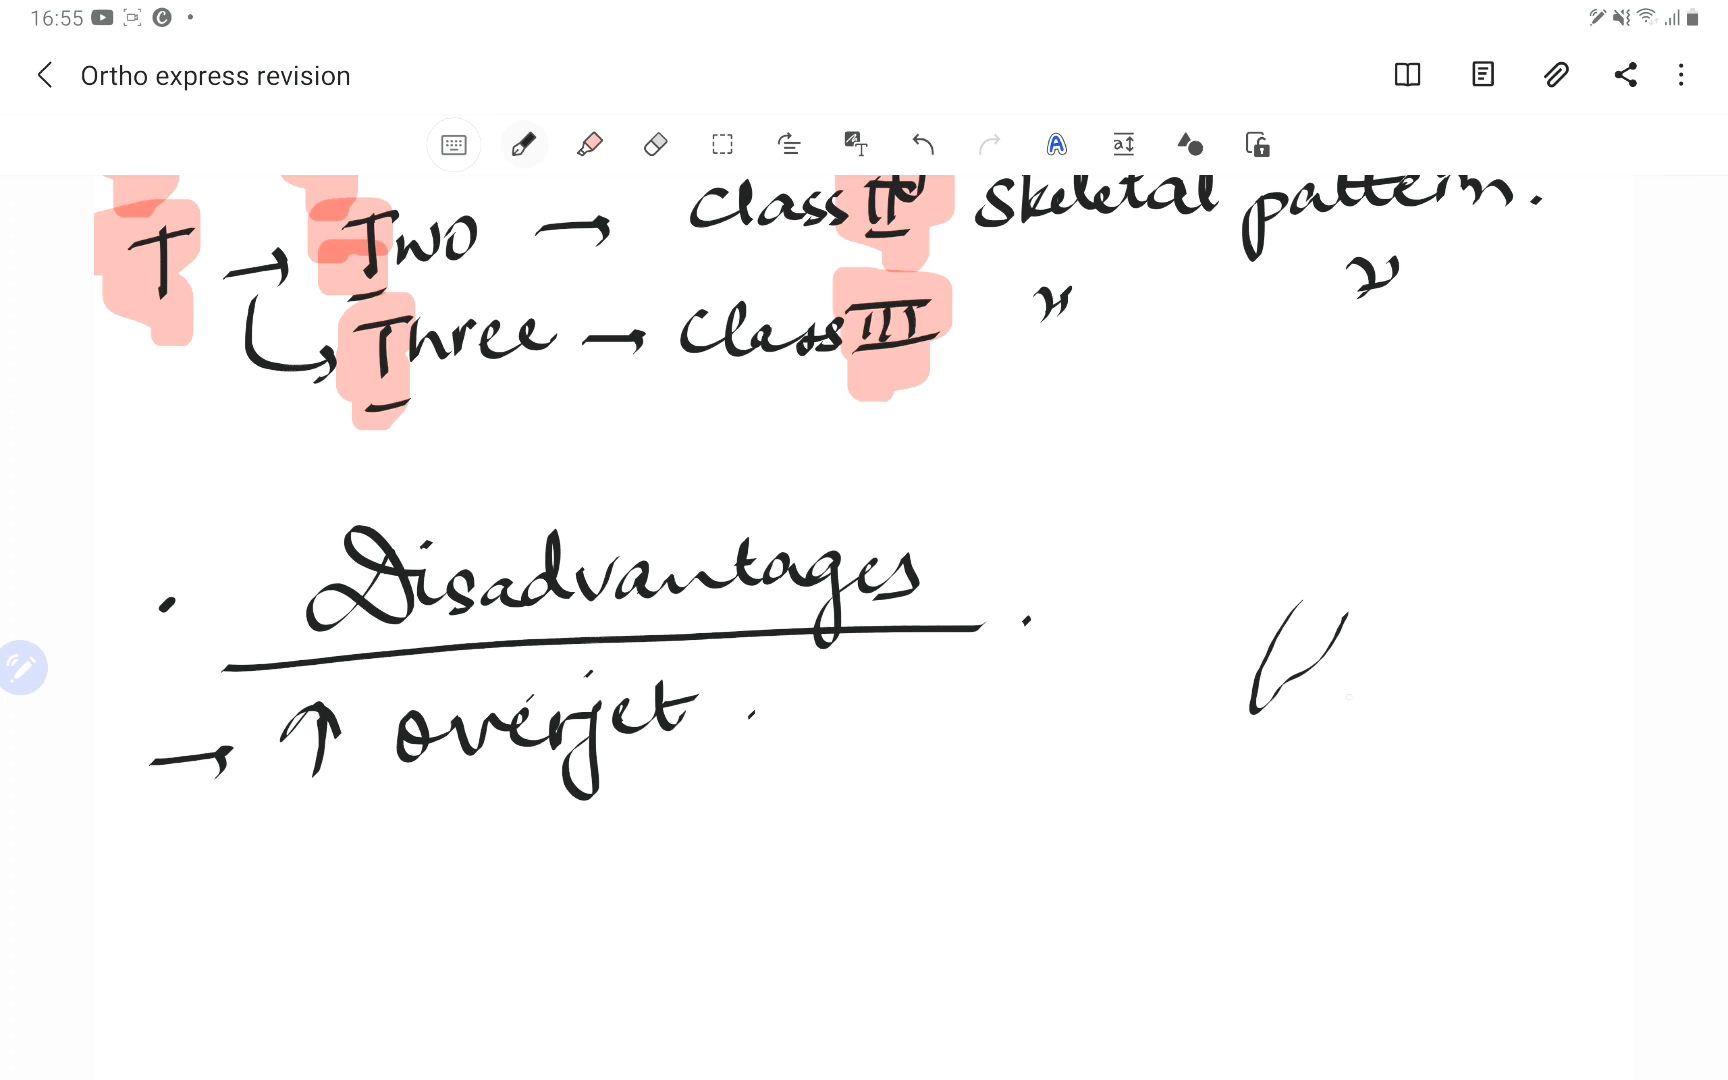 16:55
Ortho express revision
T → Two → Class II skeletal pattern.
Three → Class III " "
. Disadvantages .
→ ↑ overjet .